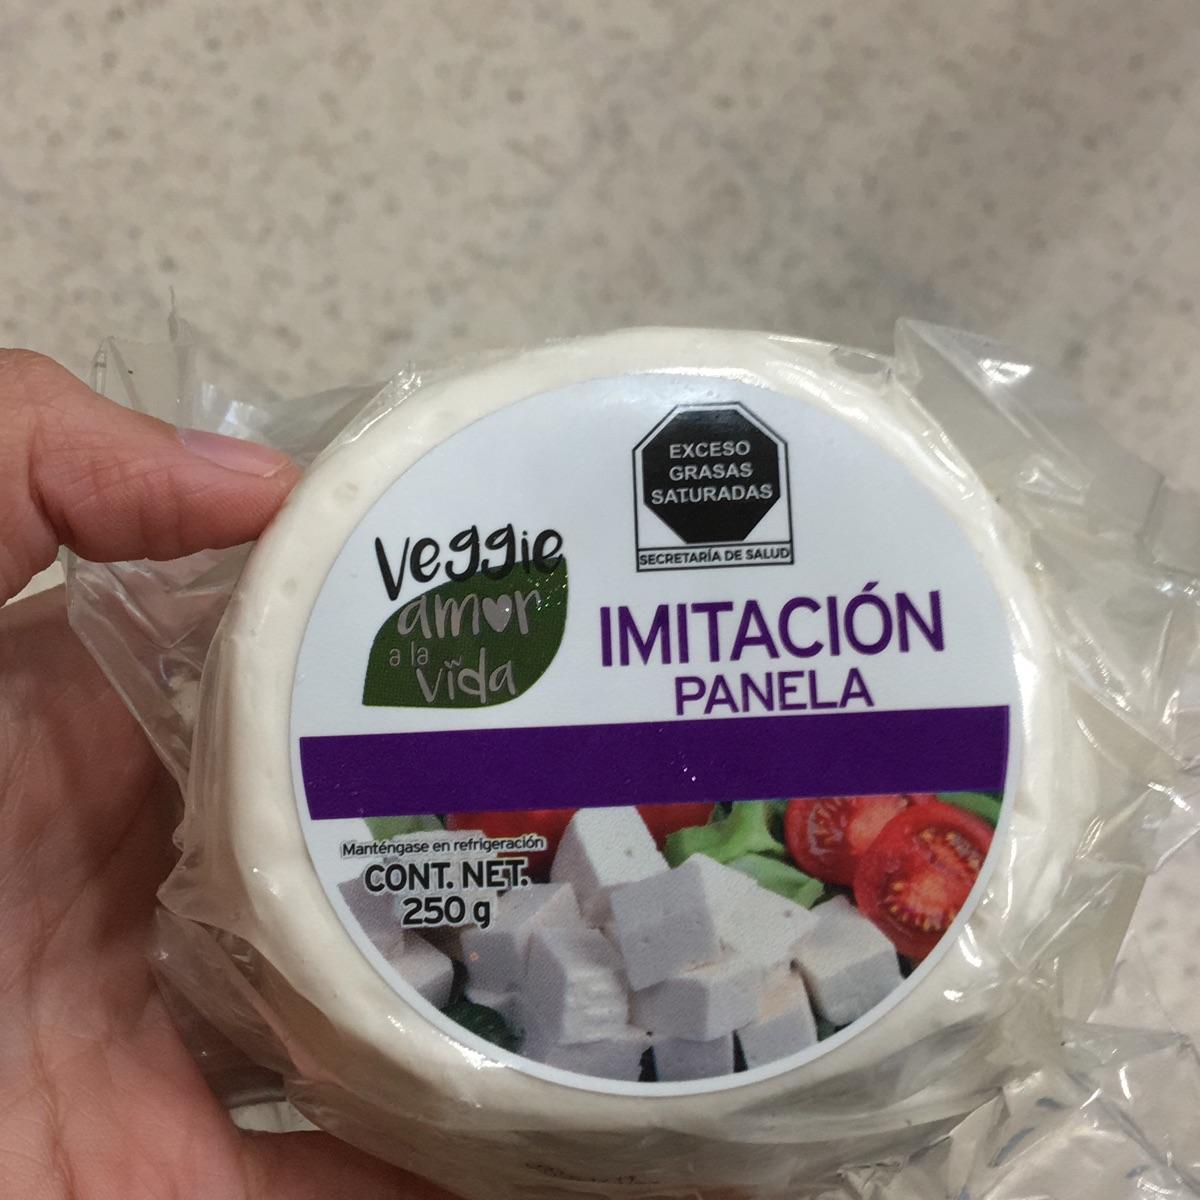 EXCESO
GRASAS
SATURADAS
SECRETARÍA DE SALUD
Veggie
amor
a la
vida
IMITACIÓN
PANELA
Manténgase en refrigeración
CONT. NET.
250 g